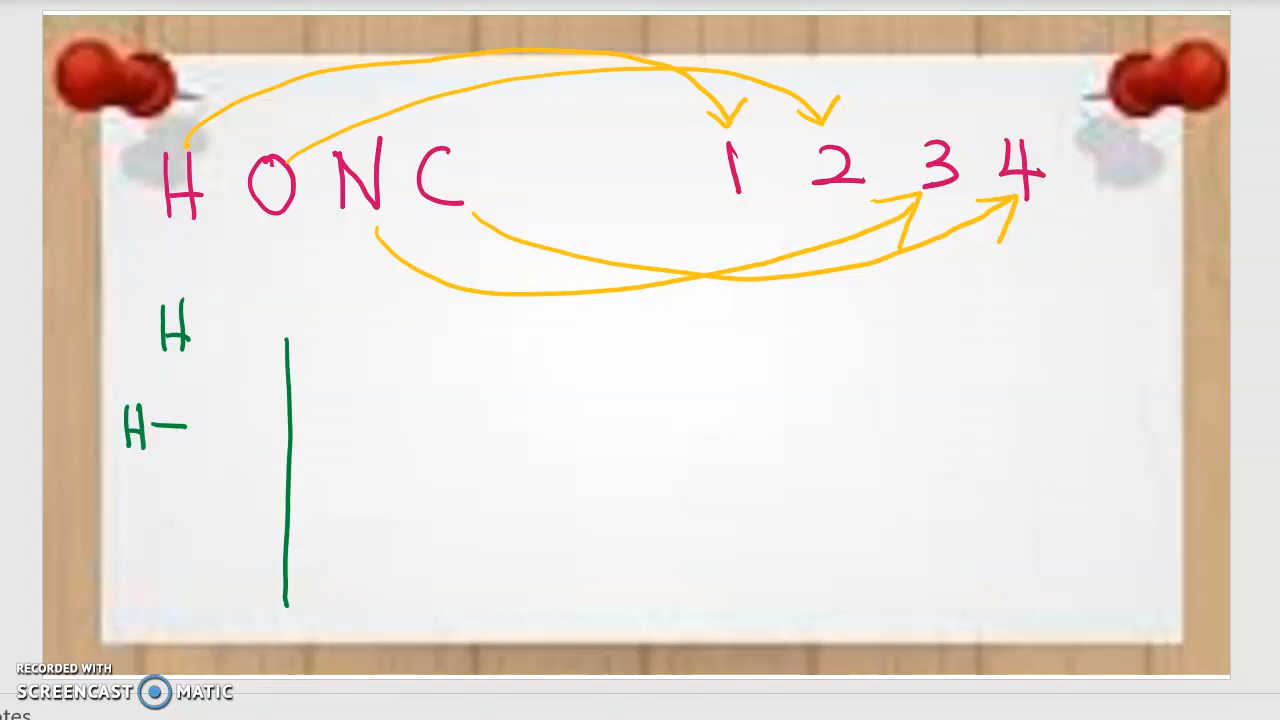 H O N C 1 2 3 4
H
H—
RECORDED WITH
SCREENCAST MATIC